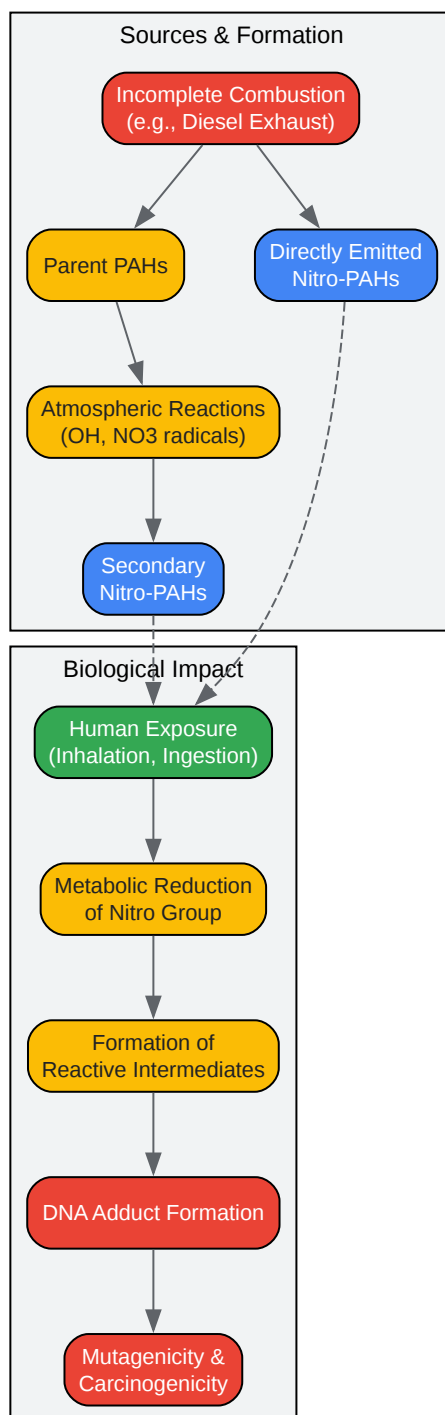 Sources & Formation
Incomplete Combustion
(e.g., Diesel Exhaust)
Parent PAHs
Directly Emitted
Nitro-PAHs
Atmospheric Reactions
(OH, NO3 radicals)
Secondary
Nitro-PAHs
Biological Impact
Human Exposure
(Inhalation, Ingestion)
Metabolic Reduction
of Nitro Group
Formation of
Reactive Intermediates
DNA Adduct Formation
Mutagenicity &
Carcinogenicity